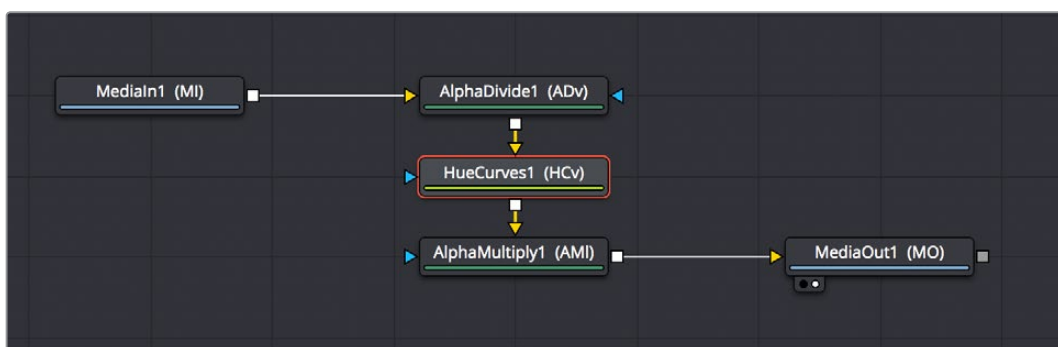 MediaIn1 (MI)
AlphaDivide1 (ADv)
HueCurves1 (HCv)
AlphaMultiply1 (AMl)
MediaOut1 (MO)